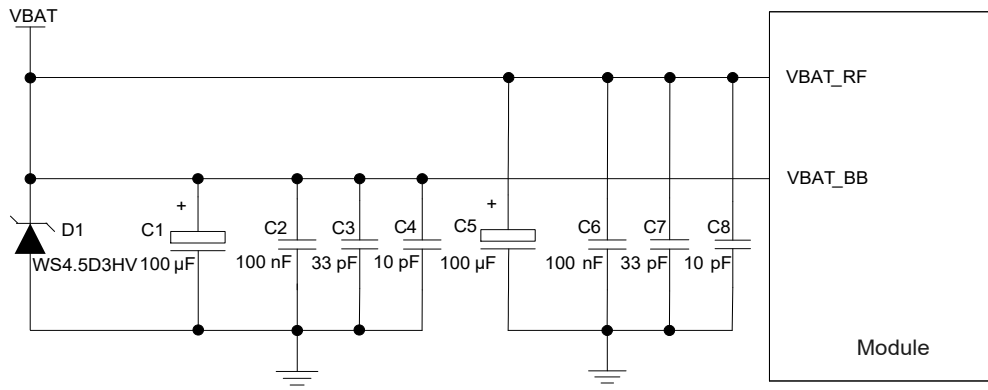 VBAT
VBAT_RF
VBAT_BB
+
+
D1
C1
C2
C3
C4
C5
C6
C7
C8
WS4.5D3HV
100 µF
100 nF
33 pF
10 pF
100 µF
100 nF
33 pF
10 pF
Module